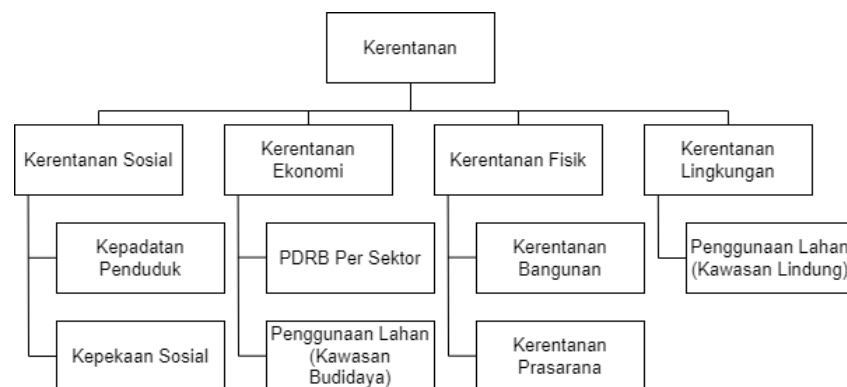 Kerentanan
Kerentanan Sosial
Kerentanan
Ekonomi
Kerentanan Fisik
Kerentanan
Lingkungan
Kepadatan
Penduduk
PDRB Per Sektor
Kerentanan
Bangunan
Penggunaan Lahan
(Kawasan Lindung)
Kepekaan Sosial
Penggunaan Lahan
(Kawasan
Budidaya)
Kerentanan
Prasarana